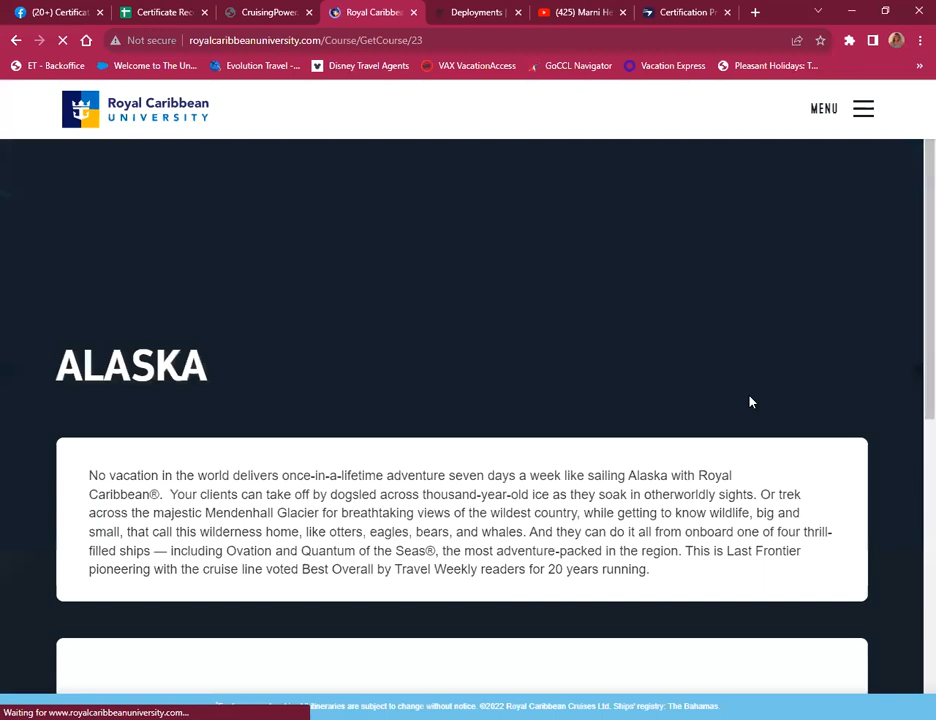 (20+) Certificat
Certificate Rec
CruisingPower.
Royal Caribbea
Deployments |
(425) Marni He
Certification Pr
Not secure
royalcaribbeanuniversity.com/Course/GetCourse/23
ET - Backoffice
Welcome to The Un...
Evolution Travel -...
Disney Travel Agents
VAX VacationAccess
GoCCL Navigator
Vacation Express
Pleasant Holidays: T...
»
Royal Caribbean
UNIVERSITY
MENU
ALASKA
No vacation in the world delivers once-in-a-lifetime adventure seven days a week like sailing Alaska with Royal
Caribbean®.  Your clients can take off by dogsled across thousand-year-old ice as they soak in otherworldly sights. Or trek
across the majestic Mendenhall Glacier for breathtaking views of the wildest country, while getting to know wildlife, big and
small, that call this wilderness home, like otters, eagles, bears, and whales. And they can do it all from onboard one of four thrill-
filled ships — including Ovation and Quantum of the Seas®, the most adventure-packed in the region. This is Last Frontier
pioneering with the cruise line voted Best Overall by Travel Weekly readers for 20 years running.
itineraries are subject to change without notice. ©2022 Royal Caribbean Cruises Ltd. Ships' registry: The Bahamas.
Waiting for www.royalcaribbeanuniversity.com...